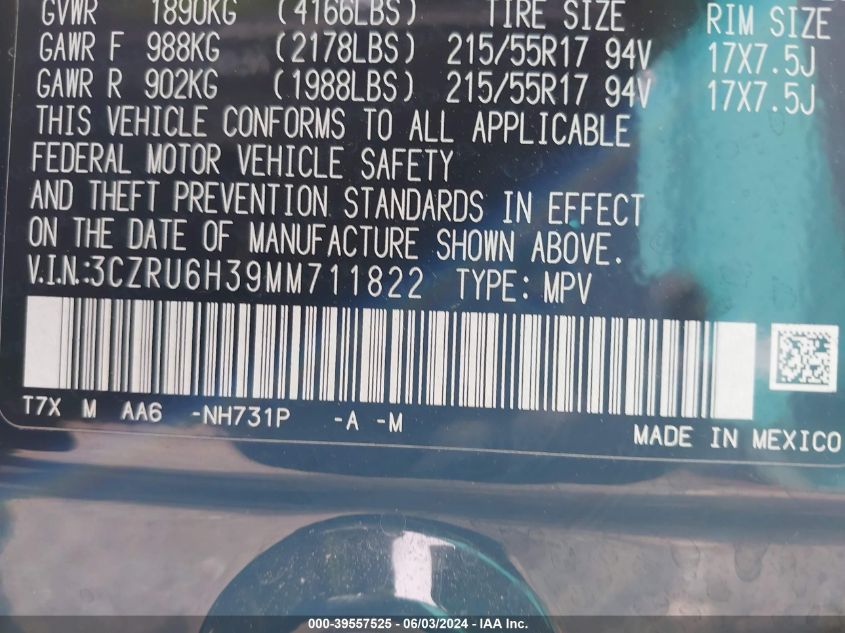 GVWR 1890KG (4166LBS) TIRE SIZE RIM SIZE
GAWR F 988KG (2178LBS) 215/55R17 94V 17X7.5J
GAWR R 902KG (1988LBS) 215/55R17 94V 17X7.5J
THIS VEHICLE CONFORMS TO ALL APPLICABLE
FEDERAL MOTOR VEHICLE SAFETY
AND THEFT PREVENTION STANDARDS IN EFFECT
ON THE DATE OF MANUFACTURE SHOWN ABOVE.
V.I.N.:3CZRU6H39MM711822 TYPE: MPV
T7X M AA6 -NH731P -A -M
MADE IN MEXICO
000-39557525 - 06/03/2024 - IAA Inc.